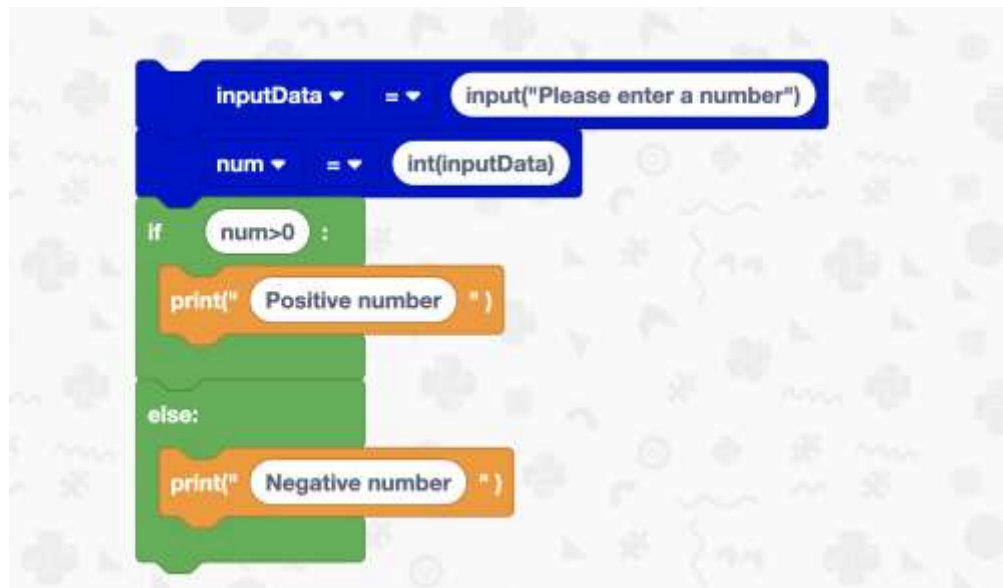 inputData = input("Please enter a number")
num = int(inputData)
if num>0 :
print(" Positive number ")
else:
print(" Negative number ")